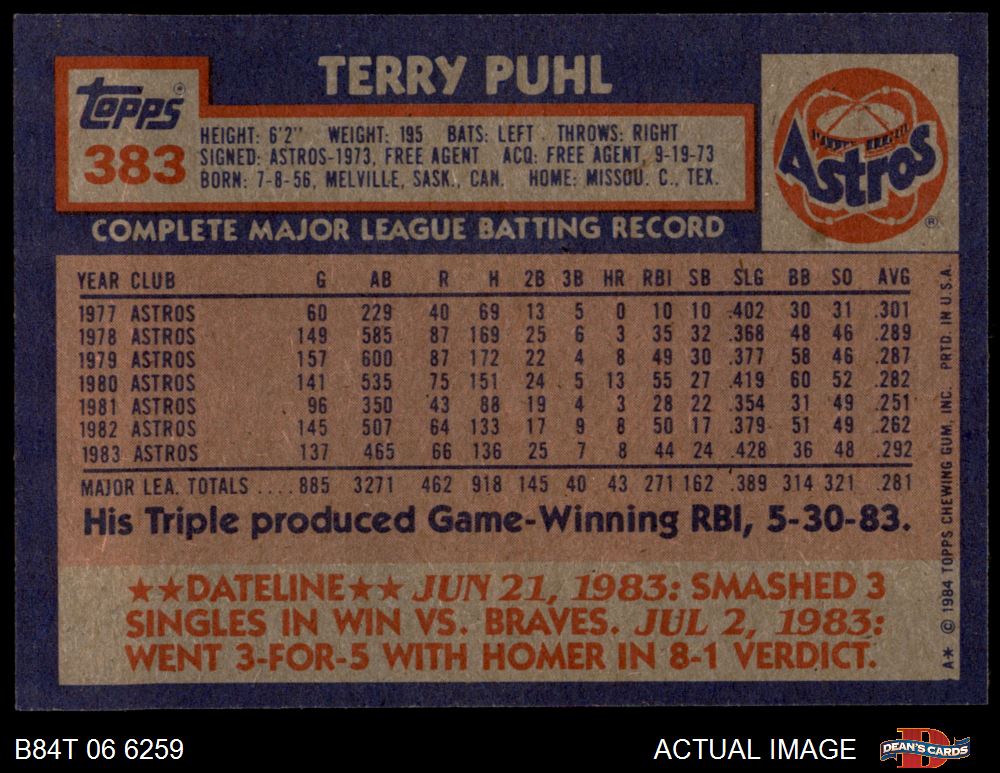 TERRY PUHL
Topps
383
HEIGHT: 6'2" WEIGHT: 195 BATS: LEFT THROWS: RIGHT
SIGNED: ASTROS-1973, FREE AGENT ACQ: FREE AGENT, 9-19-73
BORN: 7-8-56, MELVILLE, SASK., CAN. HOME: MISSOU. C., TEX.
Astros
®
COMPLETE MAJOR LEAGUE BATTING RECORD
YEAR CLUB G AB R H 2B 3B HR RBI SB SLG BB SO AVG
1977 ASTROS 60 229 40 69 13 5 0 10 10 .402 30 31 .301
1978 ASTROS 149 585 87 169 25 6 3 35 32 .368 48 46 .289
1979 ASTROS 157 600 87 172 22 4 8 49 30 .377 58 46 .287
1980 ASTROS 141 535 75 151 24 5 13 55 27 .419 60 52 .282
1981 ASTROS 96 350 43 88 19 4 3 28 22 .354 31 49 .251
1982 ASTROS 145 507 64 133 17 9 8 50 17 .379 51 49 .262
1983 ASTROS 137 465 66 136 25 7 8 44 24 .428 36 48 .292
MAJOR LEA. TOTALS .... 885 3271 462 918 145 40 43 271 162 .389 314 321 .281
His Triple produced Game-Winning RBI, 5-30-83.
★★DATELINE★★ JUN 21, 1983: SMASHED 3
SINGLES IN WIN VS. BRAVES. JUL 2, 1983:
WENT 3-FOR-5 WITH HOMER IN 8-1 VERDICT.
A* © 1984 TOPPS CHEWING GUM, INC. PRTD. IN U.S.A.
B84T 06 6259
ACTUAL IMAGE
DEAN'S CARDS